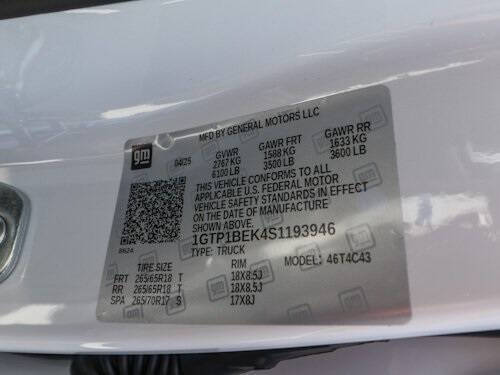 MFD BY GENERAL MOTORS LLC
gm 04/25 GVWR GAWR FRT GAWR RR
2767 KG 1588 KG 1633 KG
6100 LB 3500 LB 3600 LB
THIS VEHICLE CONFORMS TO ALL
APPLICABLE U.S. FEDERAL MOTOR
VEHICLE SAFETY STANDARDS IN EFFECT
ON THE DATE OF MANUFACTURE
SHOWN ABOVE.
1GTP1BEK4S1193946
TYPE: TRUCK MODEL: 46T4C43
TIRE SIZE RIM
FRT 265/65R18 T 18X8.5J
RR 265/65R18 T 18X8.5J
SPA 265/70R17 S 17X8J